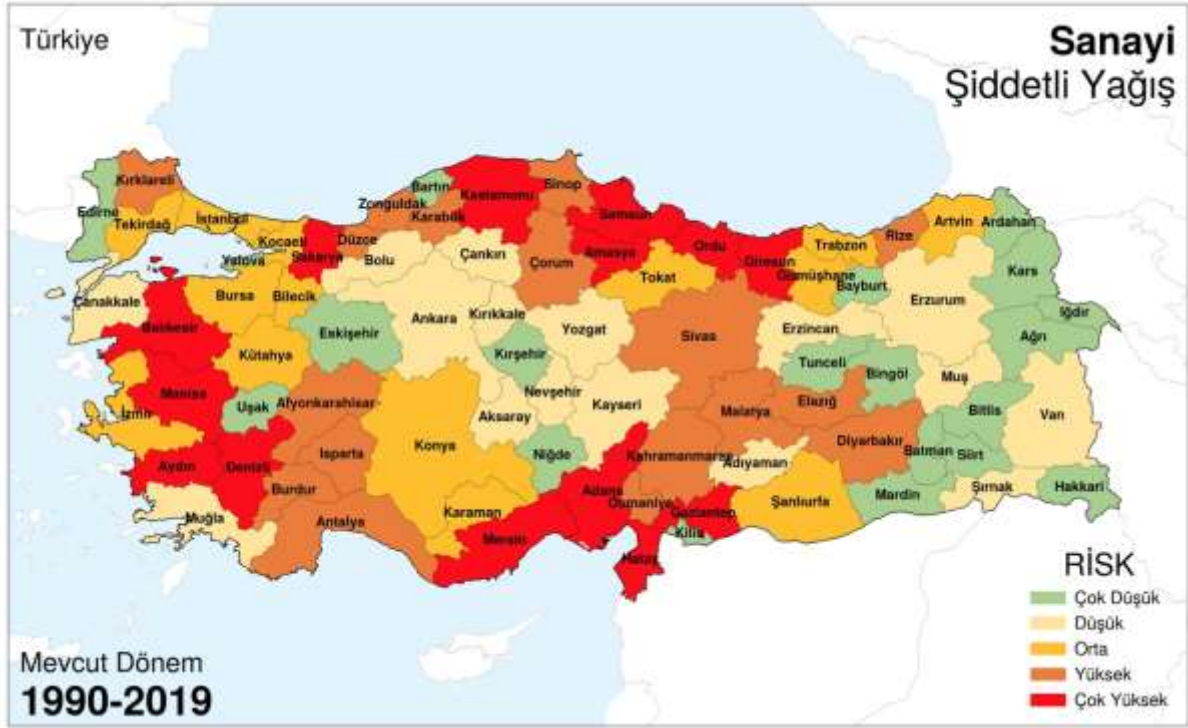 Türkiye
Sanayi
Şiddetli Yağış
Kırklareli
Edirne
Tekirdağ
İstanbul
Kocaeli
Yalova
Sakarya
Düzce
Zonguldak
Bartın
Karabük
Kastamonu
Sinop
Samsun
Ordu
Giresun
Trabzon
Rize
Artvin
Ardahan
Kars
Iğdır
Ağrı
Bolu
Çankırı
Çorum
Amasya
Tokat
Gümüşhane
Bayburt
Erzurum
Erzincan
Çanakkale
Balıkesir
Bursa
Bilecik
Eskişehir
Ankara
Kırıkkale
Yozgat
Sivas
Kütahya
Kırşehir
Tunceli
Bingöl
Muş
Manisa
Uşak
Afyonkarahisar
İzmir
Nevşehir
Aksaray
Kayseri
Malatya
Elazığ
Bitlis
Van
Konya
Isparta
Niğde
Kahramanmaraş
Adıyaman
Diyarbakır
Batman
Siirt
Aydın
Denizli
Burdur
Muğla
Antalya
Karaman
Mersin
Adana
Osmaniye
Gaziantep
Kilis
Hatay
Şanlıurfa
Mardin
Şırnak
Hakkari
RİSK
Çok Düşük
Düşük
Orta
Yüksek
Çok Yüksek
Mevcut Dönem
1990-2019